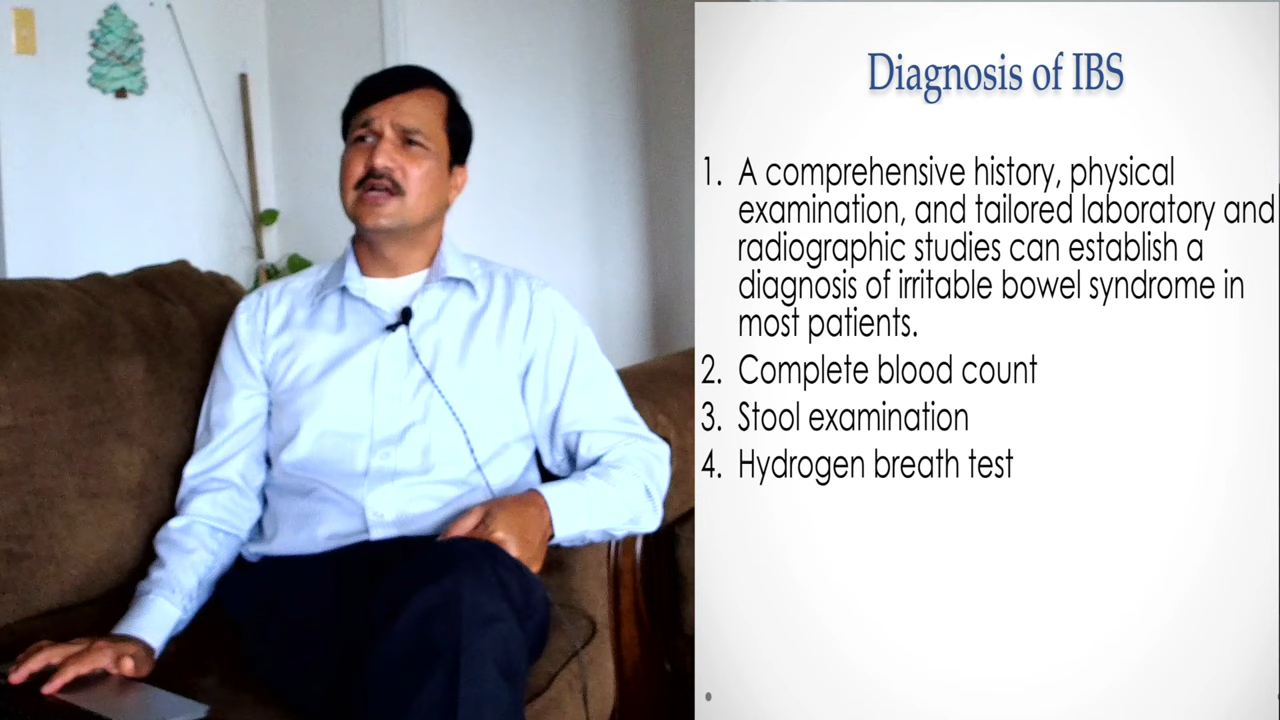 Diagnosis of IBS
1. A comprehensive history, physical
examination, and tailored laboratory and
radiographic studies can establish a
diagnosis of irritable bowel syndrome in
most patients.
2. Complete blood count
3. Stool examination
4. Hydrogen breath test